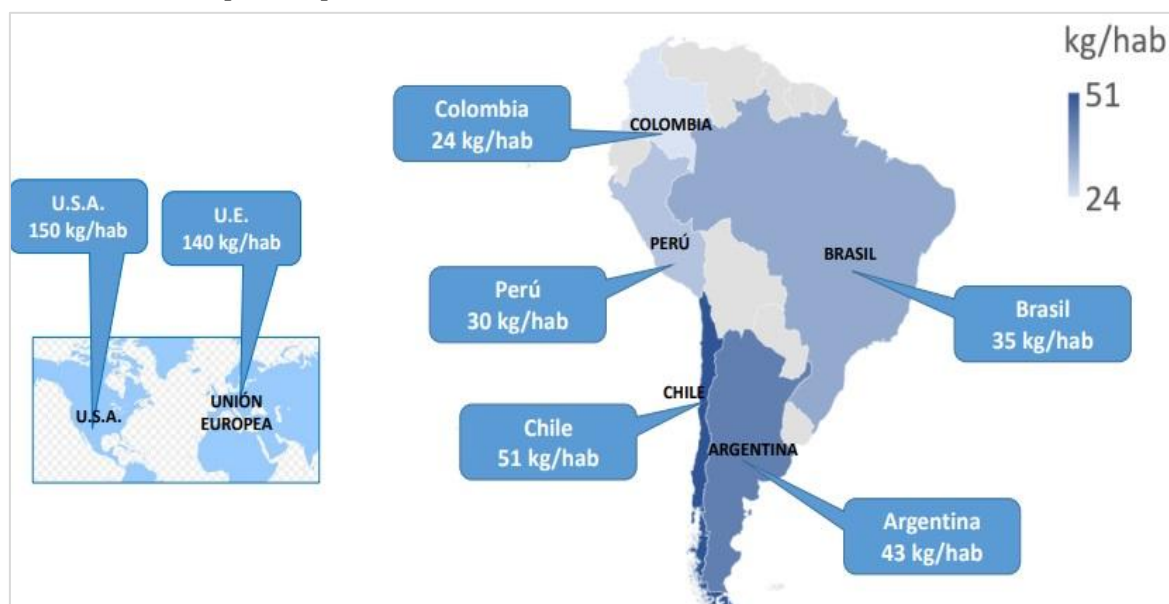 kg/hab
51
24
Colombia
24 kg/hab
COLOMBIA
U.S.A.
150 kg/hab
U.E.
140 kg/hab
PERÚ
BRASIL
Perú
30 kg/hab
Brasil
35 kg/hab
U.S.A.
UNIÓN
EUROPEA
CHILE
Chile
51 kg/hab
ARGENTINA
Argentina
43 kg/hab